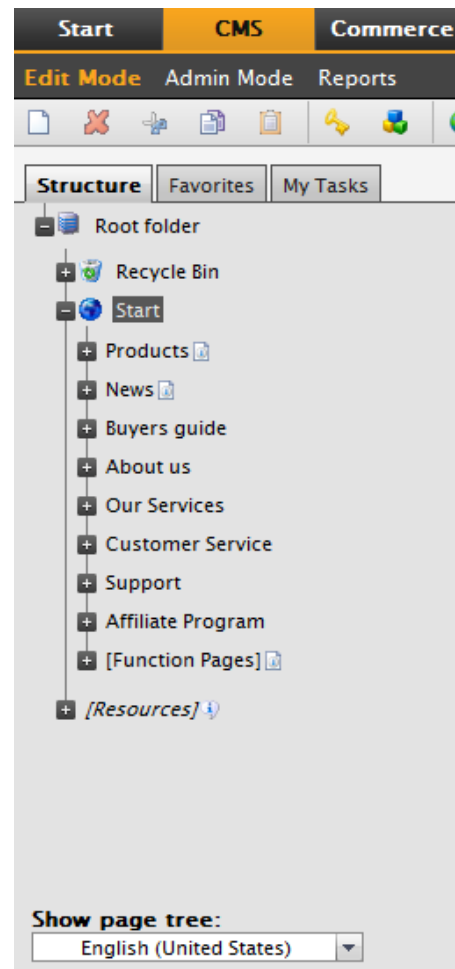 Start CMS Commerce
Edit Mode Admin Mode Reports
Structure Favorites My Tasks
Root folder
Recycle Bin
Start
Products
News
Buyers guide
About us
Our Services
Customer Service
Support
Affiliate Program
[Function Pages]
[Resources]
Show page tree:
English (United States)